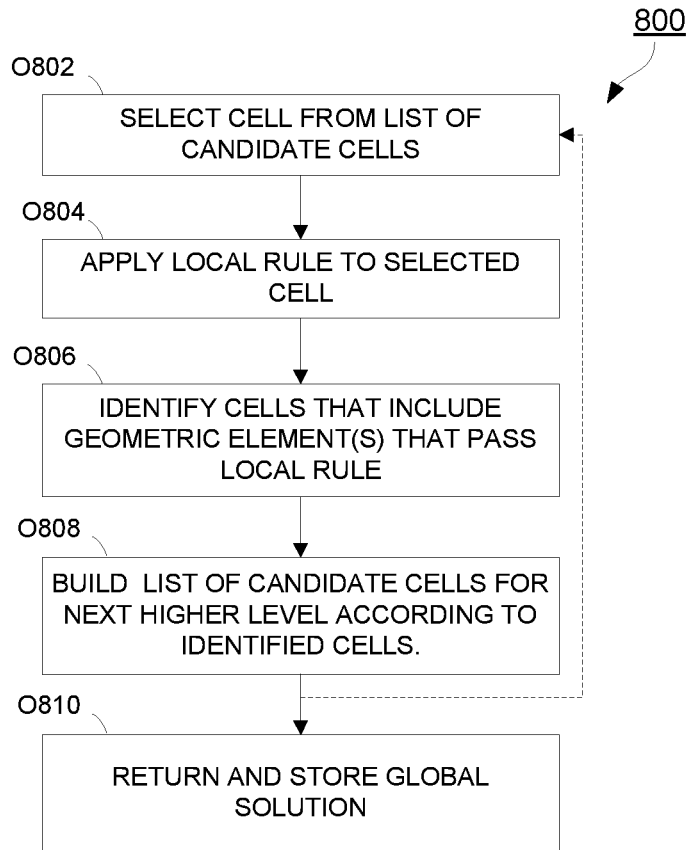 800
O802
SELECT CELL FROM LIST OF
CANDIDATE CELLS
O804
APPLY LOCAL RULE TO SELECTED
CELL
O806
IDENTIFY CELLS THAT INCLUDE
GEOMETRIC ELEMENT(S) THAT PASS
LOCAL RULE
O808
BUILD LIST OF CANDIDATE CELLS FOR
NEXT HIGHER LEVEL ACCORDING TO
IDENTIFIED CELLS.
O810
RETURN AND STORE GLOBAL
SOLUTION